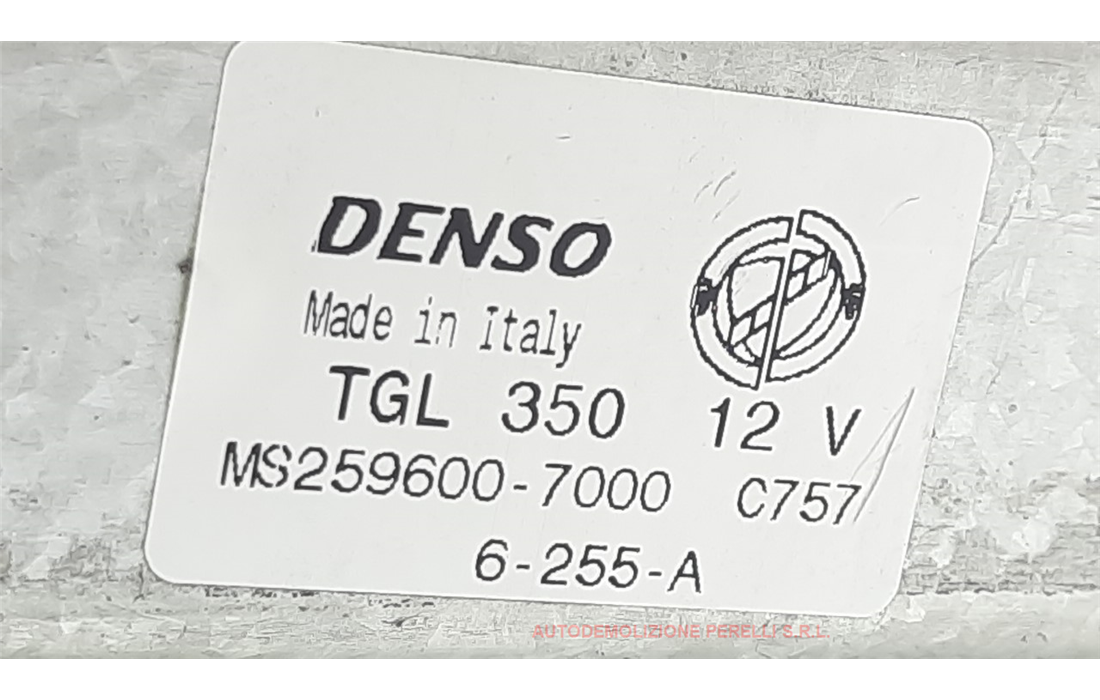 DENSO
Made in Italy
TGL 350 12 V
MS259600-7000 C757
6-255-A
AUTODEMOLIZIONE PERELLI S.R.L.